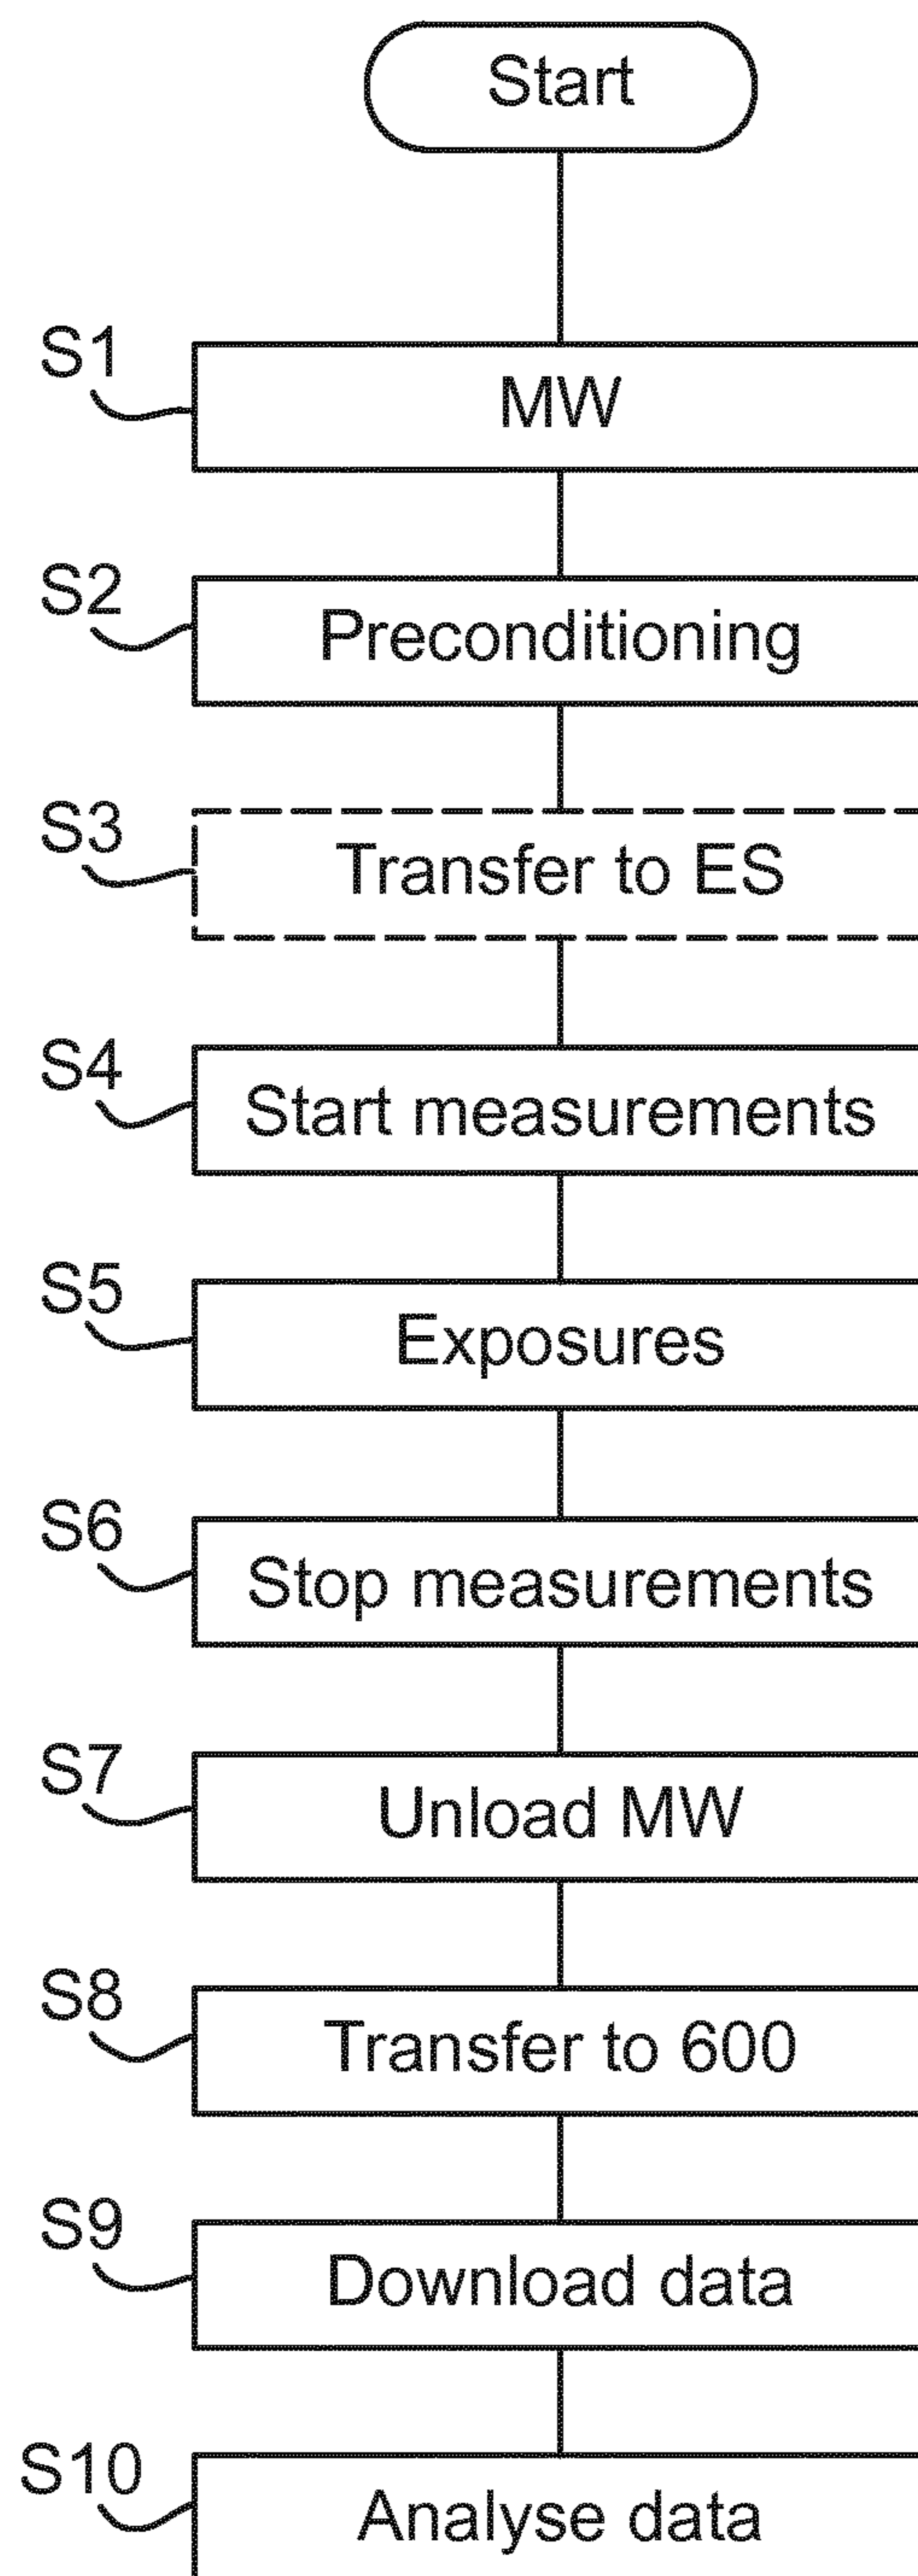 Start
S1
MW
S2
Preconditioning
S3
Transfer to ES
S4
Start measurements
S5
Exposures
S6
Stop measurements
S7
Unload MW
S8
Transfer to 600
S9
Download data
S10
Analyse data